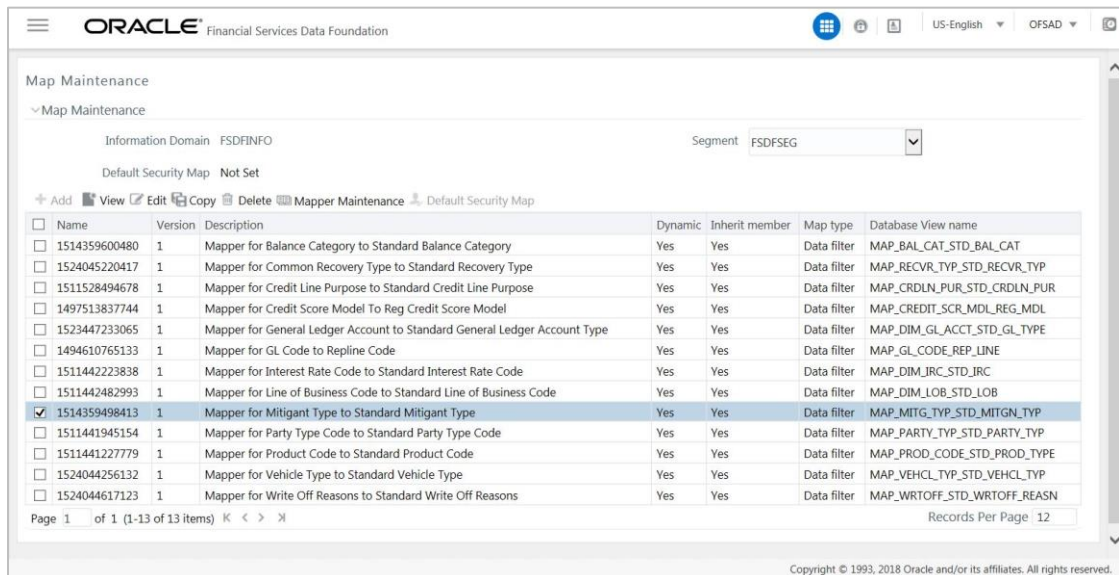 ORACLE® Financial Services Data Foundation US-English OFSAD
Map Maintenance
Map Maintenance
Information Domain FSDFINFO Segment FSDFSEG
Default Security Map Not Set
Add View Edit Copy Delete Mapper Maintenance Default Security Map
Name Version Description Dynamic Inherit member Map type Database View name
1514359600480 1 Mapper for Balance Category to Standard Balance Category Yes Yes Data filter MAP_BAL_CAT_STD_BAL_CAT
1524045220417 1 Mapper for Common Recovery Type to Standard Recovery Type Yes Yes Data filter MAP_RECVR_TYP_STD_RECVR_TYP
1511528494678 1 Mapper for Credit Line Purpose to Standard Credit Line Purpose Yes Yes Data filter MAP_CRDLN_PUR_STD_CRDLN_PUR
1497513837744 1 Mapper for Credit Score Model To Reg Credit Score Model Yes Yes Data filter MAP_CREDIT_SCR_MDL_REG_MDL
1523447233065 1 Mapper for General Ledger Account to Standard General Ledger Account Type Yes Yes Data filter MAP_DIM_GL_ACCT_STD_GL_TYPE
1494610765133 1 Mapper for GL Code to Repline Code Yes Yes Data filter MAP_GL_CODE_REP_LINE
1511442223838 1 Mapper for Interest Rate Code to Standard Interest Rate Code Yes Yes Data filter MAP_DIM_IRC_STD_IRC
1511442482993 1 Mapper for Line of Business Code to Standard Line of Business Code Yes Yes Data filter MAP_DIM_LOB_STD_LOB
1514359498413 1 Mapper for Mitigant Type to Standard Mitigant Type Yes Yes Data filter MAP_MITG_TYP_STD_MITGN_TYP
1511441945154 1 Mapper for Party Type Code to Standard Party Type Code Yes Yes Data filter MAP_PARTY_TYP_STD_PARTY_TYP
1511441227779 1 Mapper for Product Code to Standard Product Code Yes Yes Data filter MAP_PROD_CODE_STD_PROD_TYPE
1524044256132 1 Mapper for Vehicle Type to Standard Vehicle Type Yes Yes Data filter MAP_VEHCL_TYP_STD_VEHCL_TYP
1524044617123 1 Mapper for Write Off Reasons to Standard Write Off Reasons Yes Yes Data filter MAP_WRTOFF_STD_WRTOFF_REASN
Page 1 of 1 (1-13 of 13 items) Records Per Page 12
Copyright © 1993, 2018 Oracle and/or its affiliates. All rights reserved.